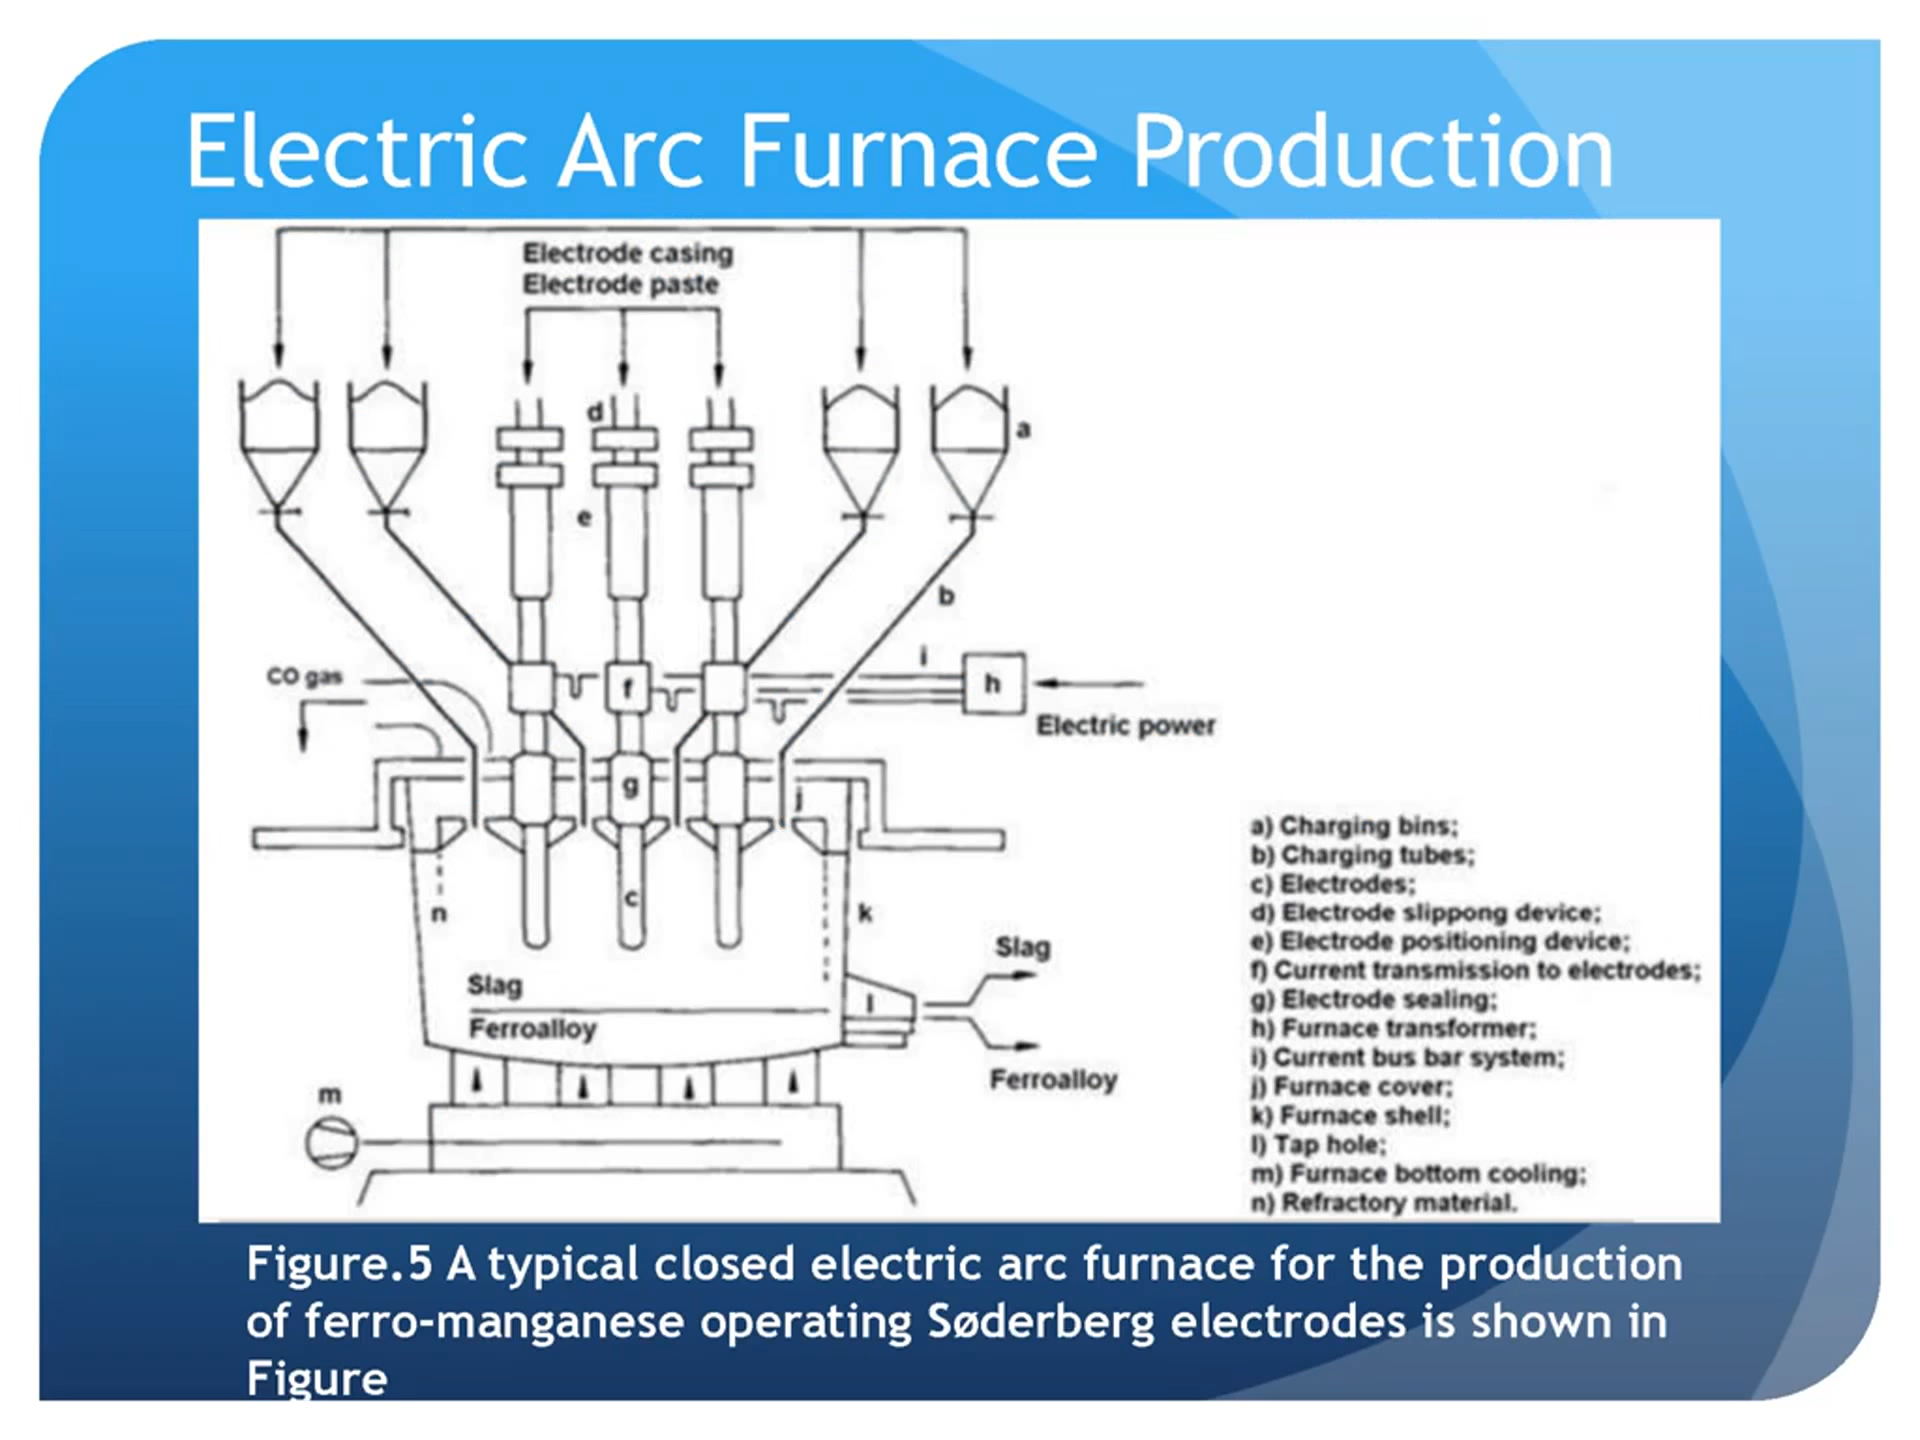 Electric Arc Furnace Production
Electrode casing
Electrode paste
d
a
e
b
CO gas
i
f
h
Electric power
g
j
c
n
k
Slag
Slag
l
Ferroalloy
Ferroalloy
m
a) Charging bins;
b) Charging tubes;
c) Electrodes;
d) Electrode slippong device;
e) Electrode positioning device;
f) Current transmission to electrodes;
g) Electrode sealing;
h) Furnace transformer;
i) Current bus bar system;
j) Furnace cover;
k) Furnace shell;
l) Tap hole;
m) Furnace bottom cooling;
n) Refractory material.
Figure.5 A typical closed electric arc furnace for the production
of ferro-manganese operating Søderberg electrodes is shown in
Figure